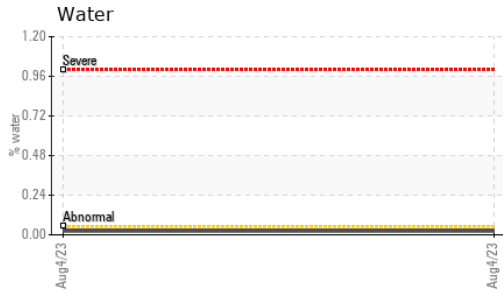 Water
1.20
Severe
0.96
0.72
% water
0.48
0.24
Abnormal
0.00
Aug4/23
Aug4/23